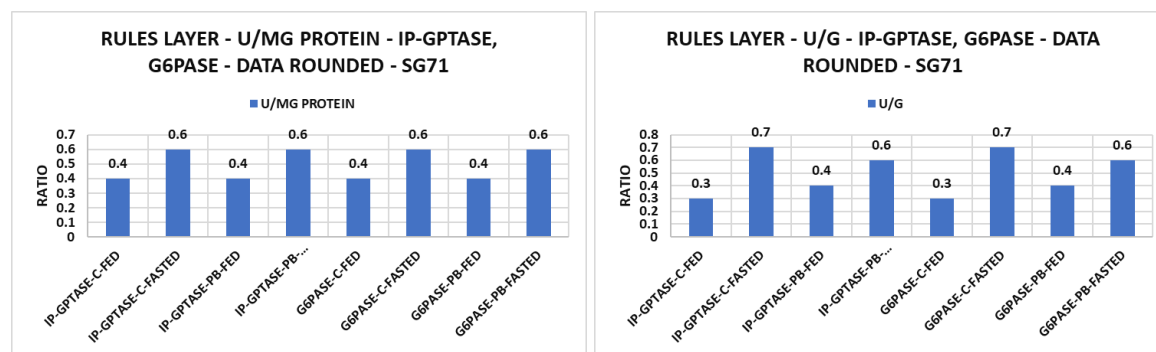 RULES LAYER - U/MG PROTEIN - IP-GPTASE,
G6PASE - DATA ROUNDED - SG71
U/MG PROTEIN
RATIO
0.7
0.6
0.5
0.4
0.3
0.2
0.1
0
0.4
0.6
0.4
0.6
0.4
0.6
0.4
0.6
IP-GPTASE-C-FED
IP-GPTASE-C-FASTED
IP-GPTASE-PB-FED
IP-GPTASE-PB-...
G6PASE-C-FED
G6PASE-C-FASTED
G6PASE-PB-FED
G6PASE-PB-FASTED
RULES LAYER - U/G - IP-GPTASE, G6PASE - DATA
ROUNDED - SG71
U/G
RATIO
0.8
0.7
0.6
0.5
0.4
0.3
0.2
0.1
0
0.3
0.7
0.4
0.6
0.3
0.7
0.4
0.6
IP-GPTASE-C-FED
IP-GPTASE-C-FASTED
IP-GPTASE-PB-FED
IP-GPTASE-PB-...
G6PASE-C-FED
G6PASE-C-FASTED
G6PASE-PB-FED
G6PASE-PB-FASTED